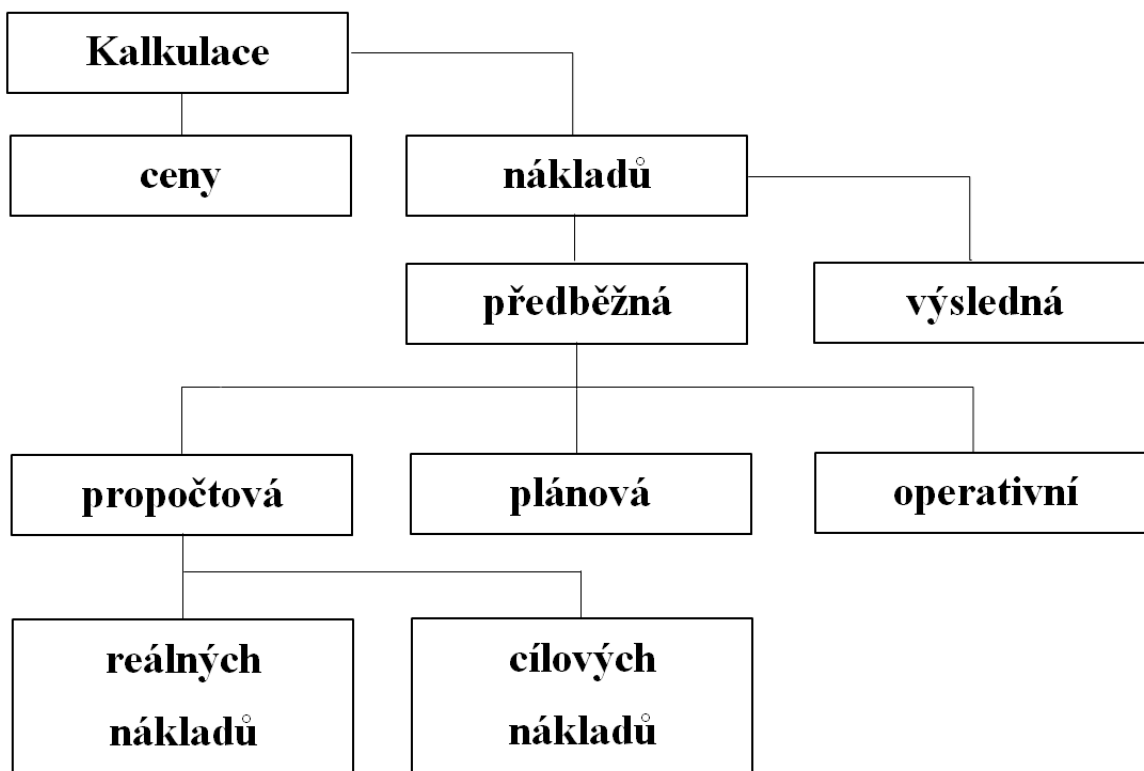 Kalkulace
ceny
nákladů
předběžná
výsledná
propočtová
plánová
operativní
reálných
nákladů
cílových
nákladů